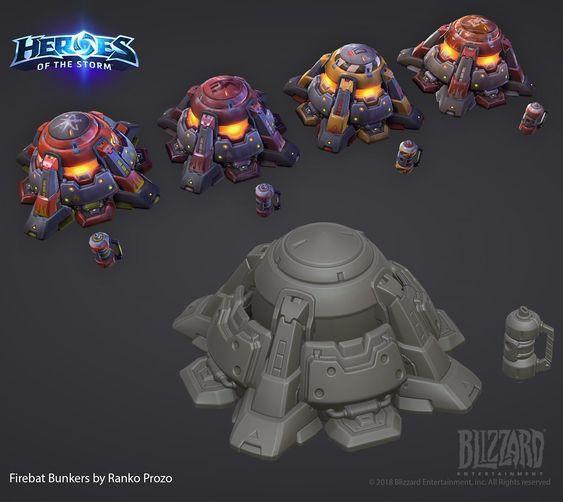 HEROES
OF THE STORM
BLIZZARD
ENTERTAINMENT
Firebat Bunkers by Ranko Prozo
© 2018 Blizzard Entertainment, Inc. All Rights reserved